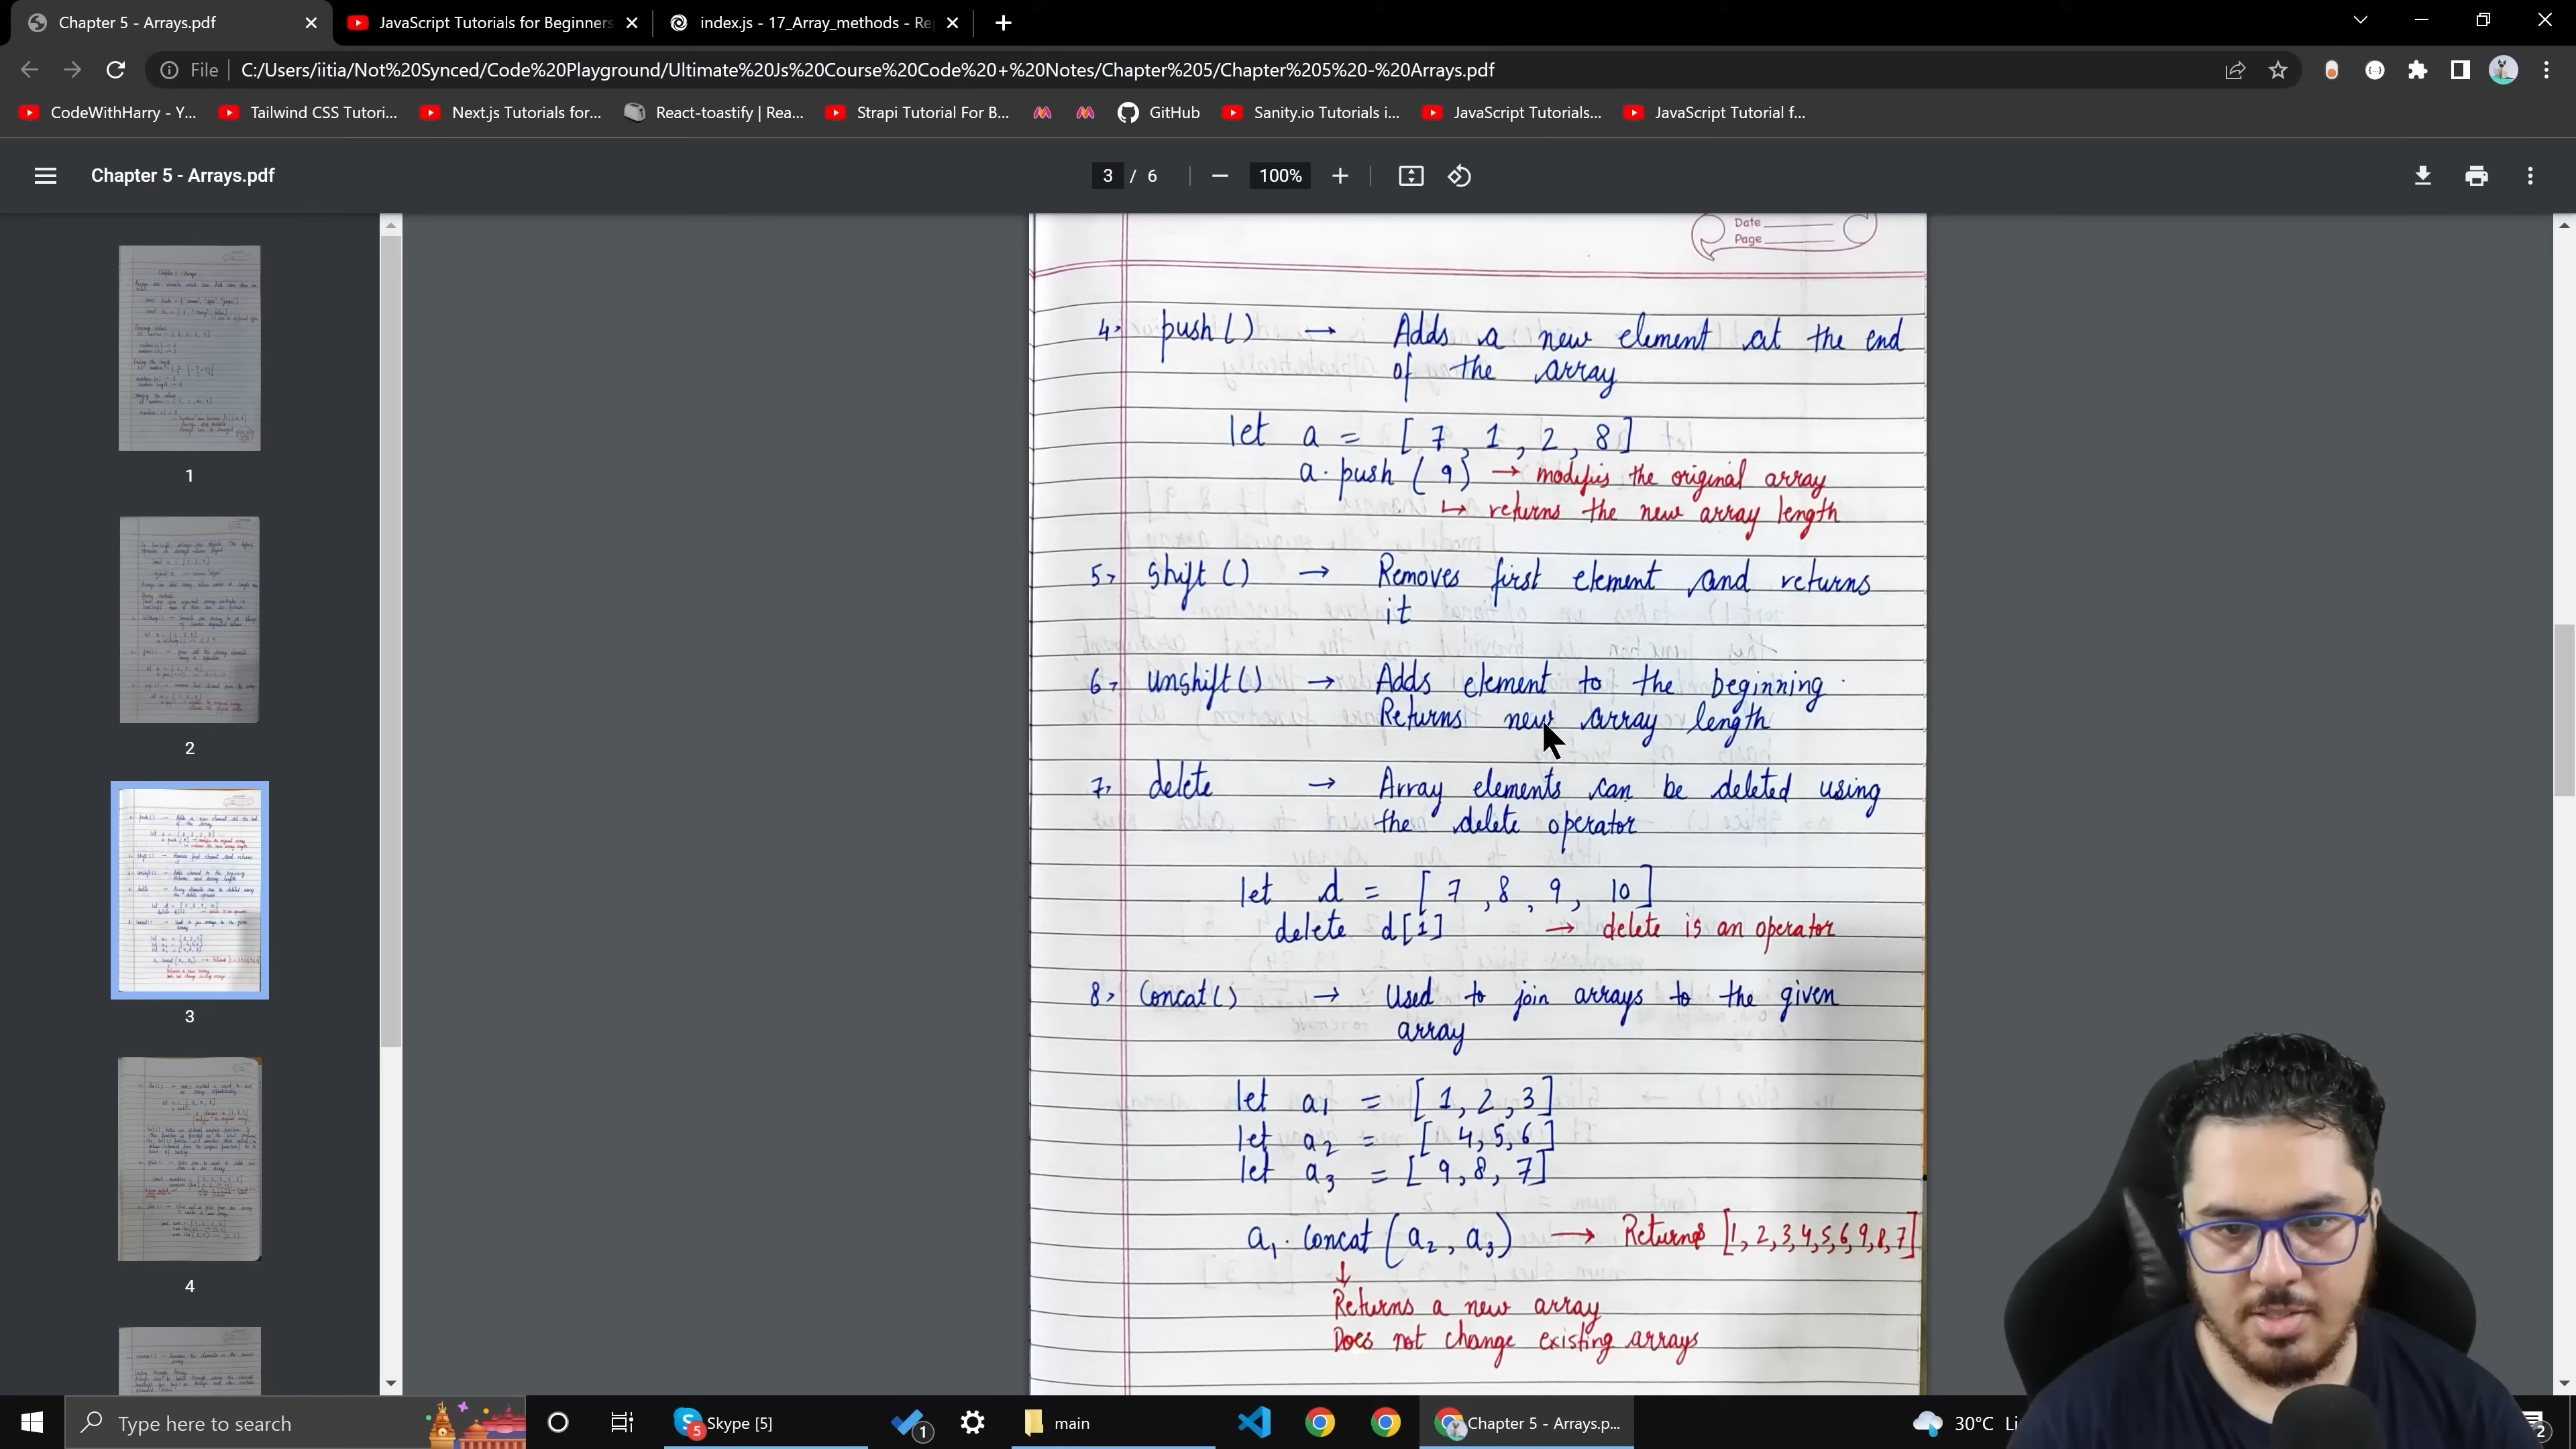 Chapter 5 - Arrays.pdf
JavaScript Tutorials for Beginners
index.js - 17_Array_methods - Re
File
C:/Users/iitia/Not%20Synced/Code%20Playground/Ultimate%20Js%20Course%20Code%20+%20Notes/Chapter%205/Chapter%205%20-%20Arrays.pdf
CodeWithHarry - Y...
Tailwind CSS Tutori...
Next.js Tutorials for...
React-toastify | Rea...
Strapi Tutorial For B...
GitHub
Sanity.io Tutorials i...
JavaScript Tutorials...
JavaScript Tutorial f...
Chapter 5 - Arrays.pdf
3 / 6
100%
1
2
3
4
Date
Page
4> push() → Adds a new element at the end
of the array
let a = [7, 1, 2, 8]
a.push(9) → modifies the original array
↳ returns the new array length
5> shift() → Removes first element and returns
it
6> unshift() → Adds element to the beginning.
Returns new array length
7> delete → Array elements can be deleted using
the delete operator
let d = [7, 8, 9, 10]
delete d[1] → delete is an operator
8> Concat() → Used to join arrays to the given
array
let a1 = [1, 2, 3]
let a2 = [4, 5, 6]
let a3 = [9, 8, 7]
a1.concat(a2, a3) → Returns [1, 2, 3, 4, 5, 6, 9, 8, 7]
↓
Returns a new array
Does not change existing arrays
Type here to search
Skype [5]
5
1
main
Chapter 5 - Arrays.p...
30°C Li
2